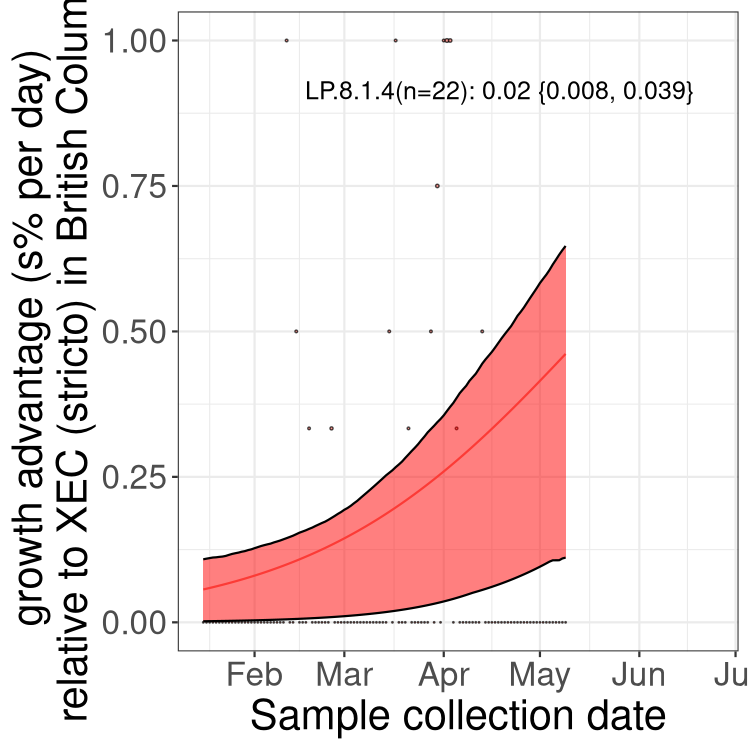 growth advantage (s% per day)
relative to XEC (stricto) in British Colum
1.00
0.75
0.50
0.25
0.00
LP.8.1.4(n=22): 0.02 {0.008, 0.039}
Feb Mar Apr May Jun Ju
Sample collection date